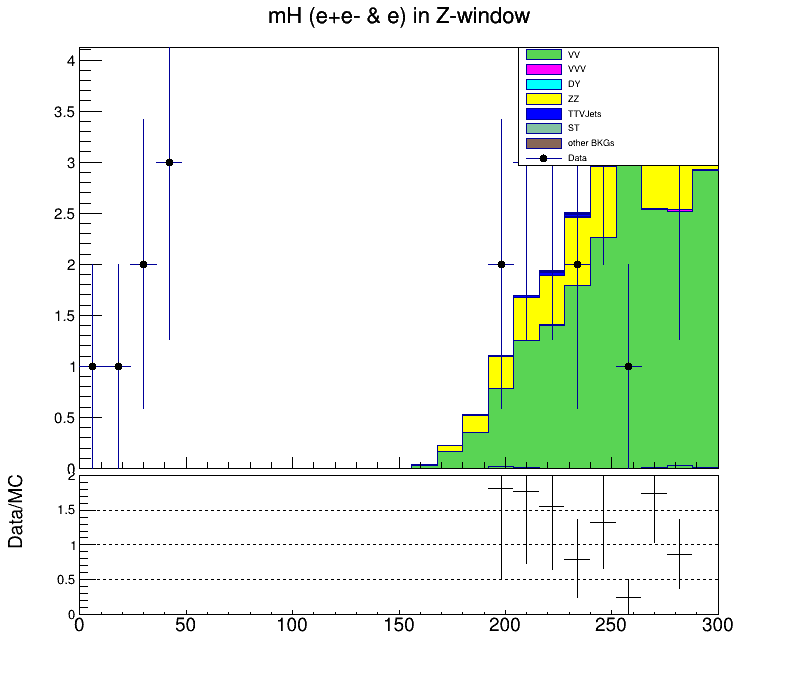 mH (e+e- & e) in Z-window
4
3.5
3
2.5
2
1.5
1
0.5
0
VV
VVV
DY
ZZ
TTVJets
ST
other BKGs
Data
Data/MC
2
1.5
1
0.5
0
0 50 100 150 200 250 300